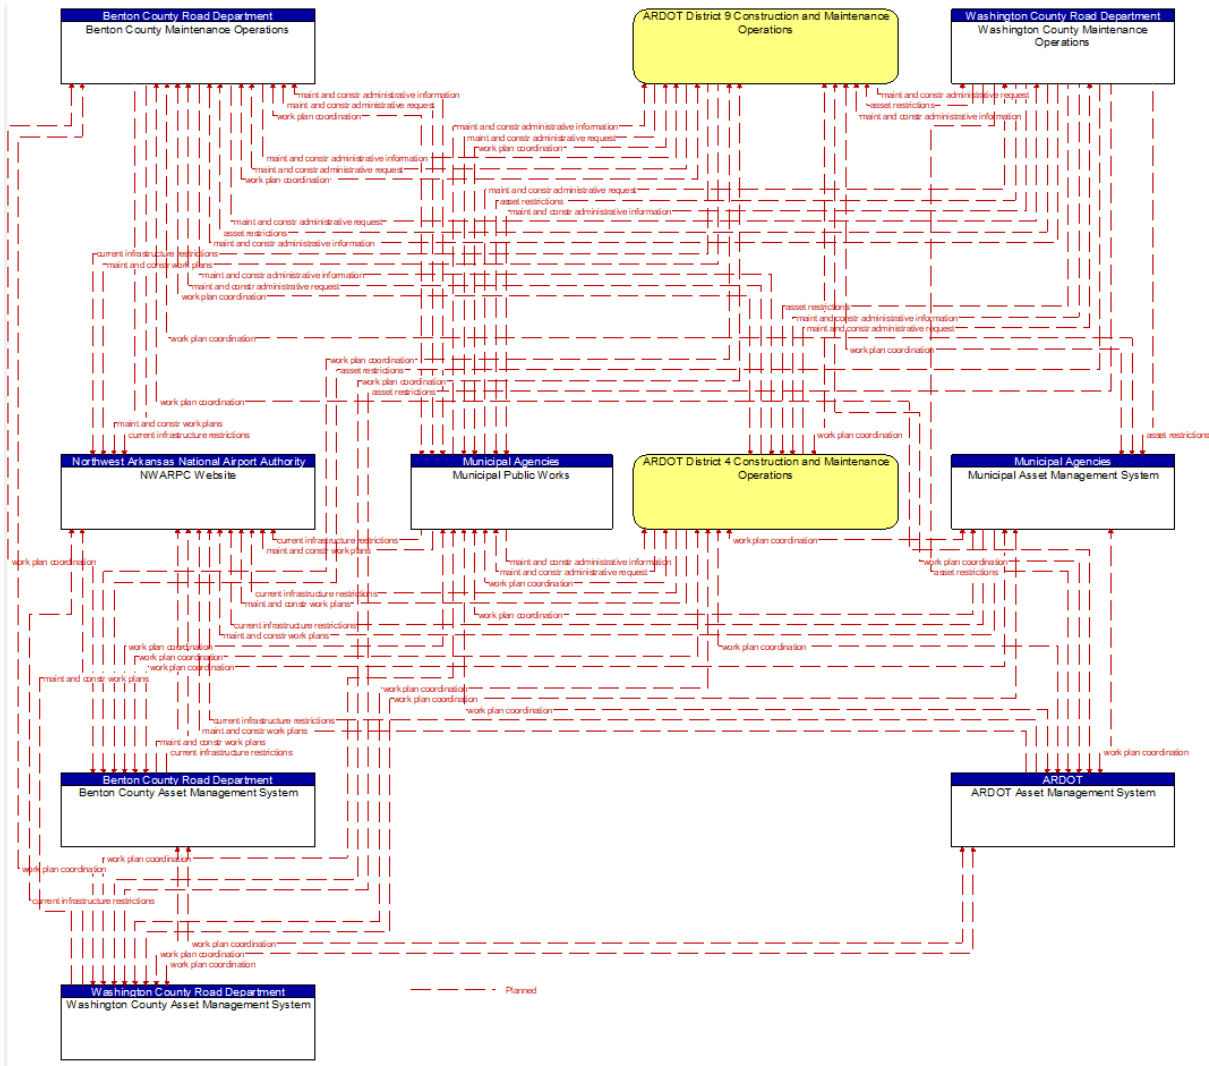 Benton County Road Department
Benton County Maintenance Operations
ARDOT District 9 Construction and Maintenance
Operations
Washington County Road Department
Washington County Maintenance
Operations
maint and constr administrative information
maint and constr administrative request
work plan coordination
maint and constr administrative request
asset restrictions
maint and constr administrative information
maint and constr administrative information
maint and constr administrative request
work plan coordination
maint and constr administrative information
maint and constr administrative request
work plan coordination
maint and constr administrative request
asset restrictions
maint and constr administrative information
maint and constr administrative request
asset restrictions
maint and constr administrative information
current infrastructure restrictions
maint and constr work plans
maint and constr administrative information
maint and constr administrative request
work plan coordination
asset restrictions
maint and constr administrative information
maint and constr administrative request
work plan coordination
work plan coordination
work plan coordination
asset restrictions
work plan coordination
asset restrictions
work plan coordination
maint and constr work plans
current infrastructure restrictions
work plan coordination
asset restrictions
Northwest Arkansas National Airport Authority
NWARPC Website
Municipal Agencies
Municipal Public Works
ARDOT District 4 Construction and Maintenance
Operations
Municipal Agencies
Municipal Asset Management System
current infrastructure restrictions
maint and constr work plans
work plan coordination
work plan coordination
maint and constr administrative information
maint and constr administrative request
work plan coordination
work plan coordination
asset restrictions
current infrastructure restrictions
maint and constr work plans
work plan coordination
current infrastructure restrictions
maint and constr work plans
work plan coordination
work plan coordination
work plan coordination
work plan coordination
maint and constr work plans
work plan coordination
work plan coordination
work plan coordination
current infrastructure restrictions
maint and constr work plans
maint and constr work plans
current infrastructure restrictions
work plan coordination
Benton County Road Department
Benton County Asset Management System
ARDOT
ARDOT Asset Management System
work plan coordination
work plan coordination
current infrastructure restrictions
work plan coordination
work plan coordination
work plan coordination
Washington County Road Department
Washington County Asset Management System
Planned